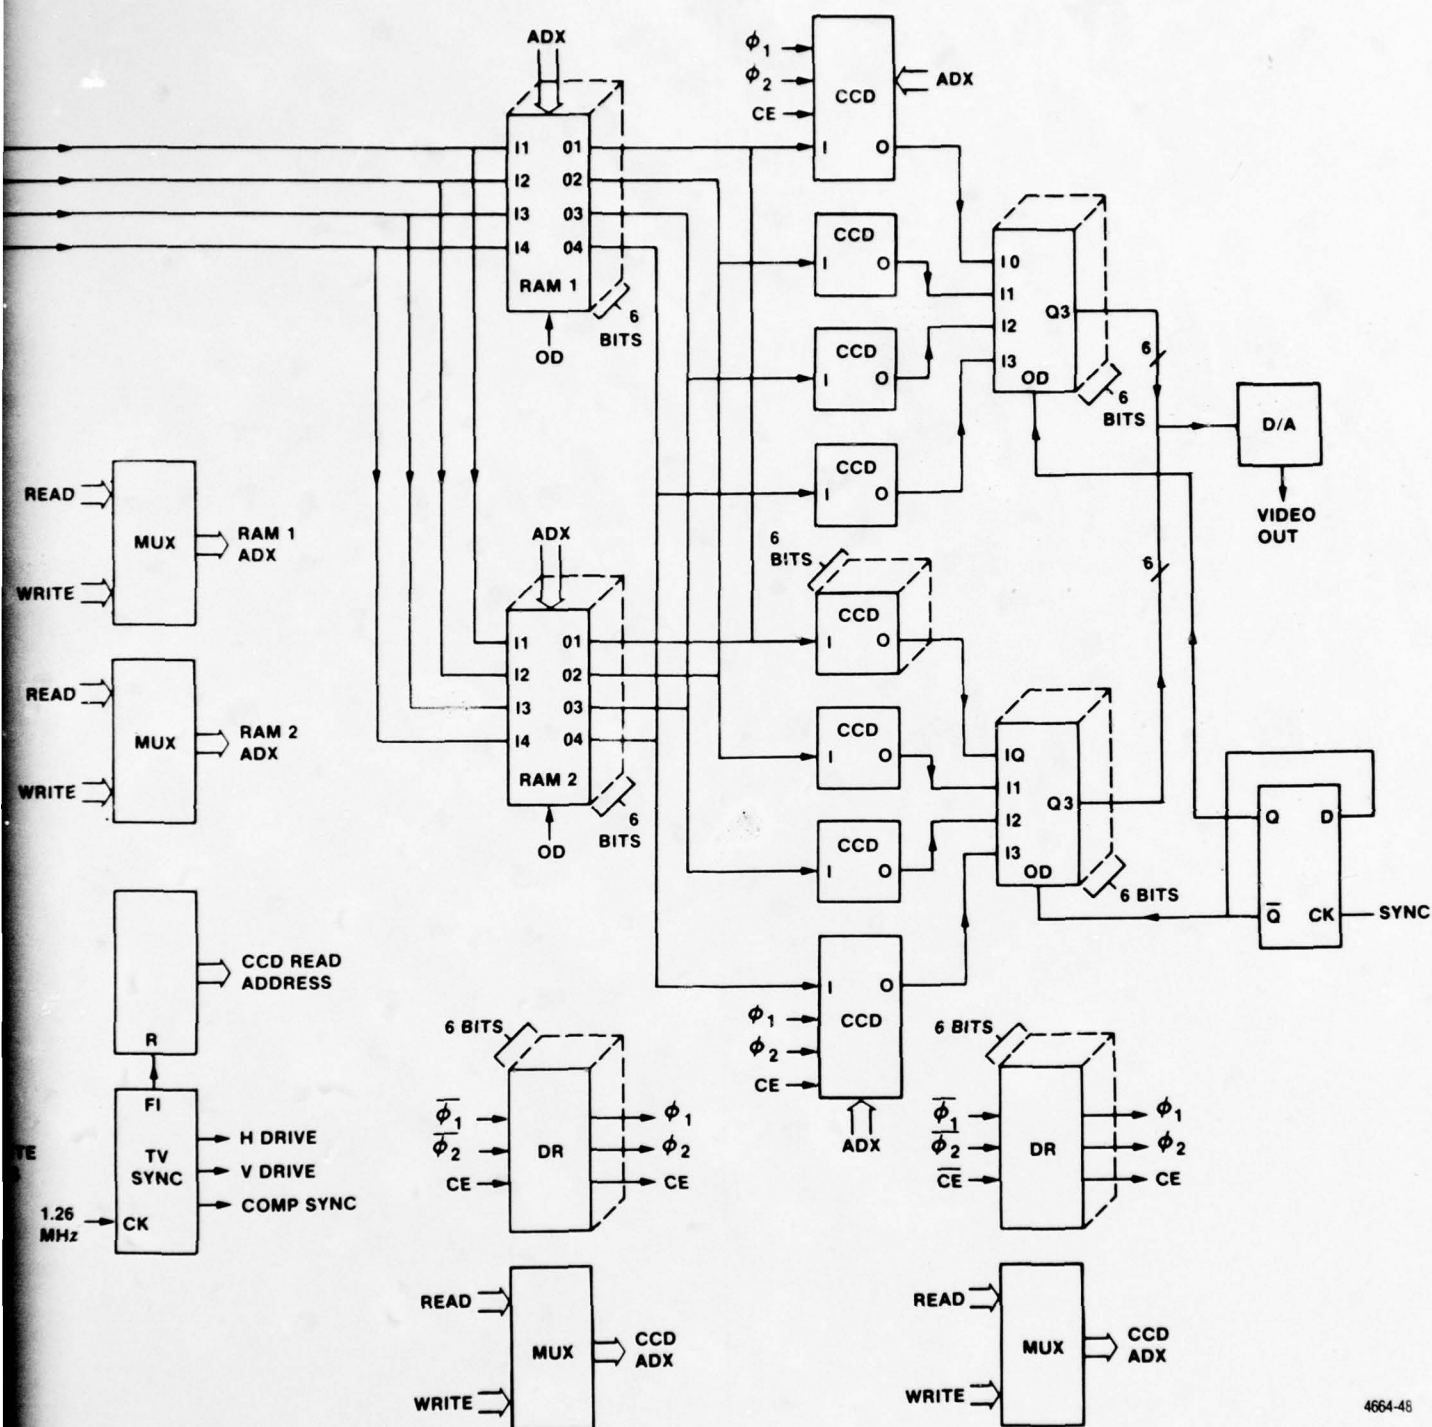 ADX
I1 01
I2 02
I3 03
I4 04
RAM 1
6
BITS
OD
ϕ1
ϕ2
CE
CCD
ADX
I O
CCD
I O
CCD
I O
CCD
I O
I0
I1
I2
I3
Q3
OD
6
BITS
6
6
D/A
VIDEO
OUT
READ
MUX
WRITE
RAM 1
ADX
READ
MUX
WRITE
RAM 2
ADX
ADX
I1 01
I2 02
I3 03
I4 04
RAM 2
6
BITS
OD
6
BITS
CCD
I O
CCD
I O
CCD
I O
I O
CCD
ϕ1
ϕ2
CE
ADX
IQ
I1
I2
I3
Q3
OD
6 BITS
Q D
Q̅ CK
SYNC
R
CCD READ
ADDRESS
FI
TV
SYNC
CK
1.26
MHz
H DRIVE
V DRIVE
COMP SYNC
6 BITS
ϕ̅1
ϕ̅2
CE
DR
ϕ1
ϕ2
CE
6 BITS
ϕ̅1
ϕ̅2
C̅E̅
DR
ϕ1
ϕ2
CE
READ
MUX
WRITE
CCD
ADX
READ
MUX
WRITE
CCD
ADX
4664-48